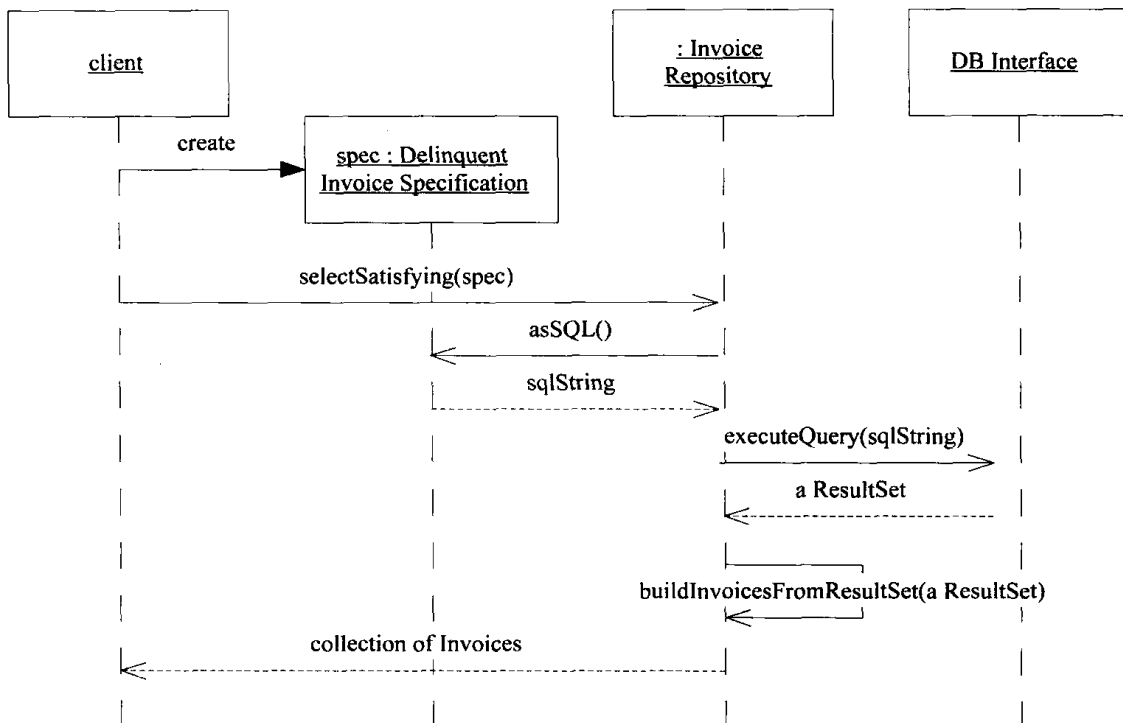 client
: Invoice
Repository
DB Interface
create
spec : Delinquent
Invoice Specification
selectSatisfying(spec)
asSQL()
sqlString
executeQuery(sqlString)
a ResultSet
buildInvoicesFromResultSet(a ResultSet)
collection of Invoices